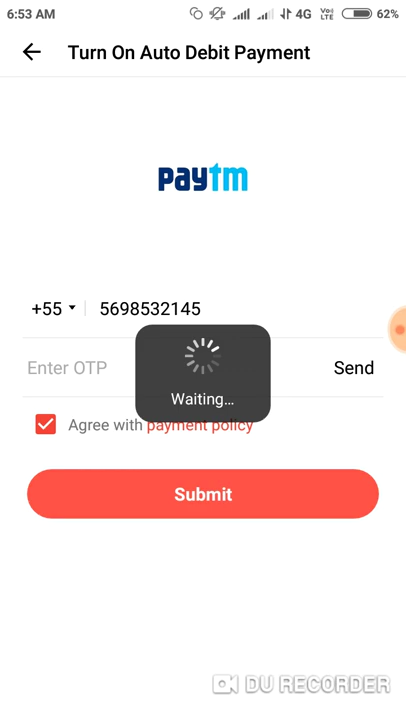 6:53 AM 4G VoLTE 62%
Turn On Auto Debit Payment
paytm
+55 5698532145
Enter OTP Send
Waiting...
Agree with payment policy
Submit
DU RECORDER